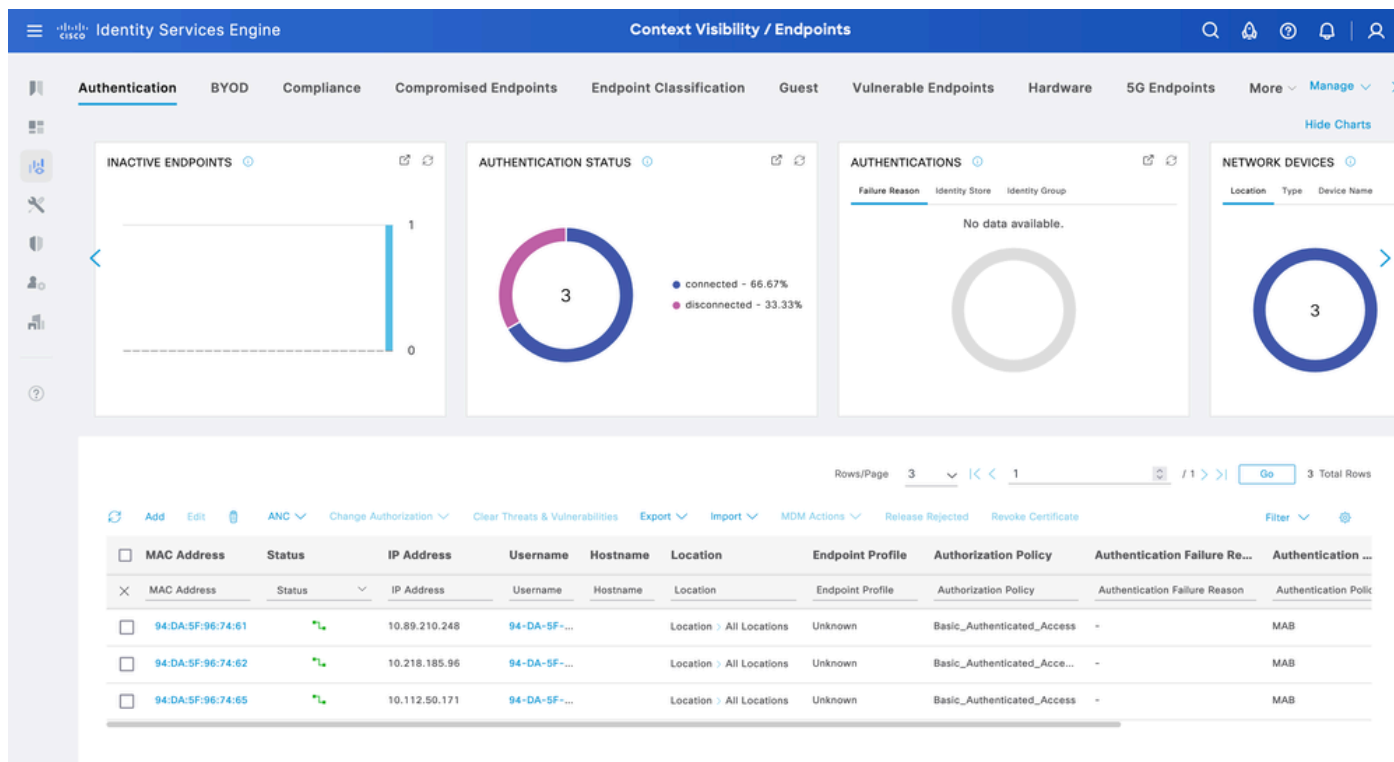 cisco Identity Services Engine
Context Visibility / Endpoints
Authentication BYOD Compliance Compromised Endpoints Endpoint Classification Guest Vulnerable Endpoints Hardware 5G Endpoints More Manage
Hide Charts
INACTIVE ENDPOINTS
1
0
AUTHENTICATION STATUS
3
connected - 66.67%
disconnected - 33.33%
AUTHENTICATIONS
Failure Reason Identity Store Identity Group
No data available.
NETWORK DEVICES
Location Type Device Name
3
Rows/Page 3 |< < 1 / 1 > >| Go 3 Total Rows
Add Edit ANC Change Authorization Clear Threats & Vulnerabilities Export Import MDM Actions Release Rejected Revoke Certificate Filter
MAC Address Status IP Address Username Hostname Location Endpoint Profile Authorization Policy Authentication Failure Re... Authentication ...
MAC Address Status IP Address Username Hostname Location Endpoint Profile Authorization Policy Authentication Failure Reason Authentication Polic
94:DA:5F:96:74:61 10.89.210.248 94-DA-5F-... Location > All Locations Unknown Basic_Authenticated_Access - MAB
94:DA:5F:96:74:62 10.218.185.96 94-DA-5F-... Location > All Locations Unknown Basic_Authenticated_Acce... - MAB
94:DA:5F:96:74:65 10.112.50.171 94-DA-5F-... Location > All Locations Unknown Basic_Authenticated_Access - MAB